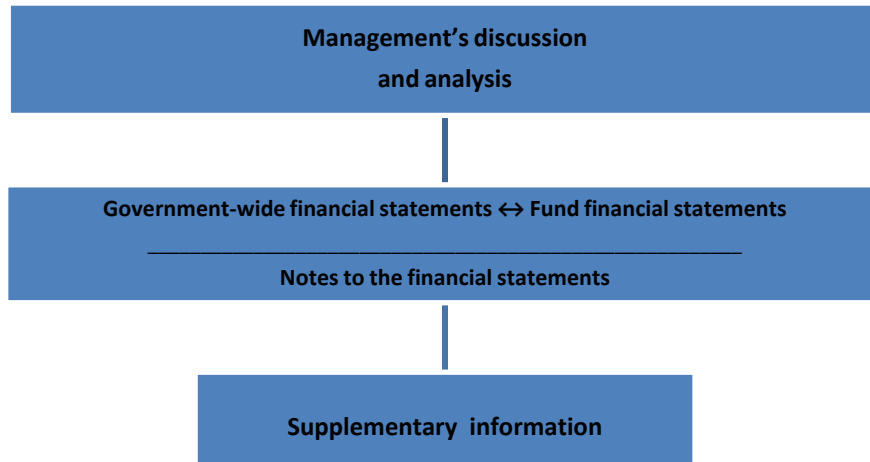 Management’s discussion
and analysis
Government-wide financial statements ↔ Fund financial statements
Notes to the financial statements
Supplementary information